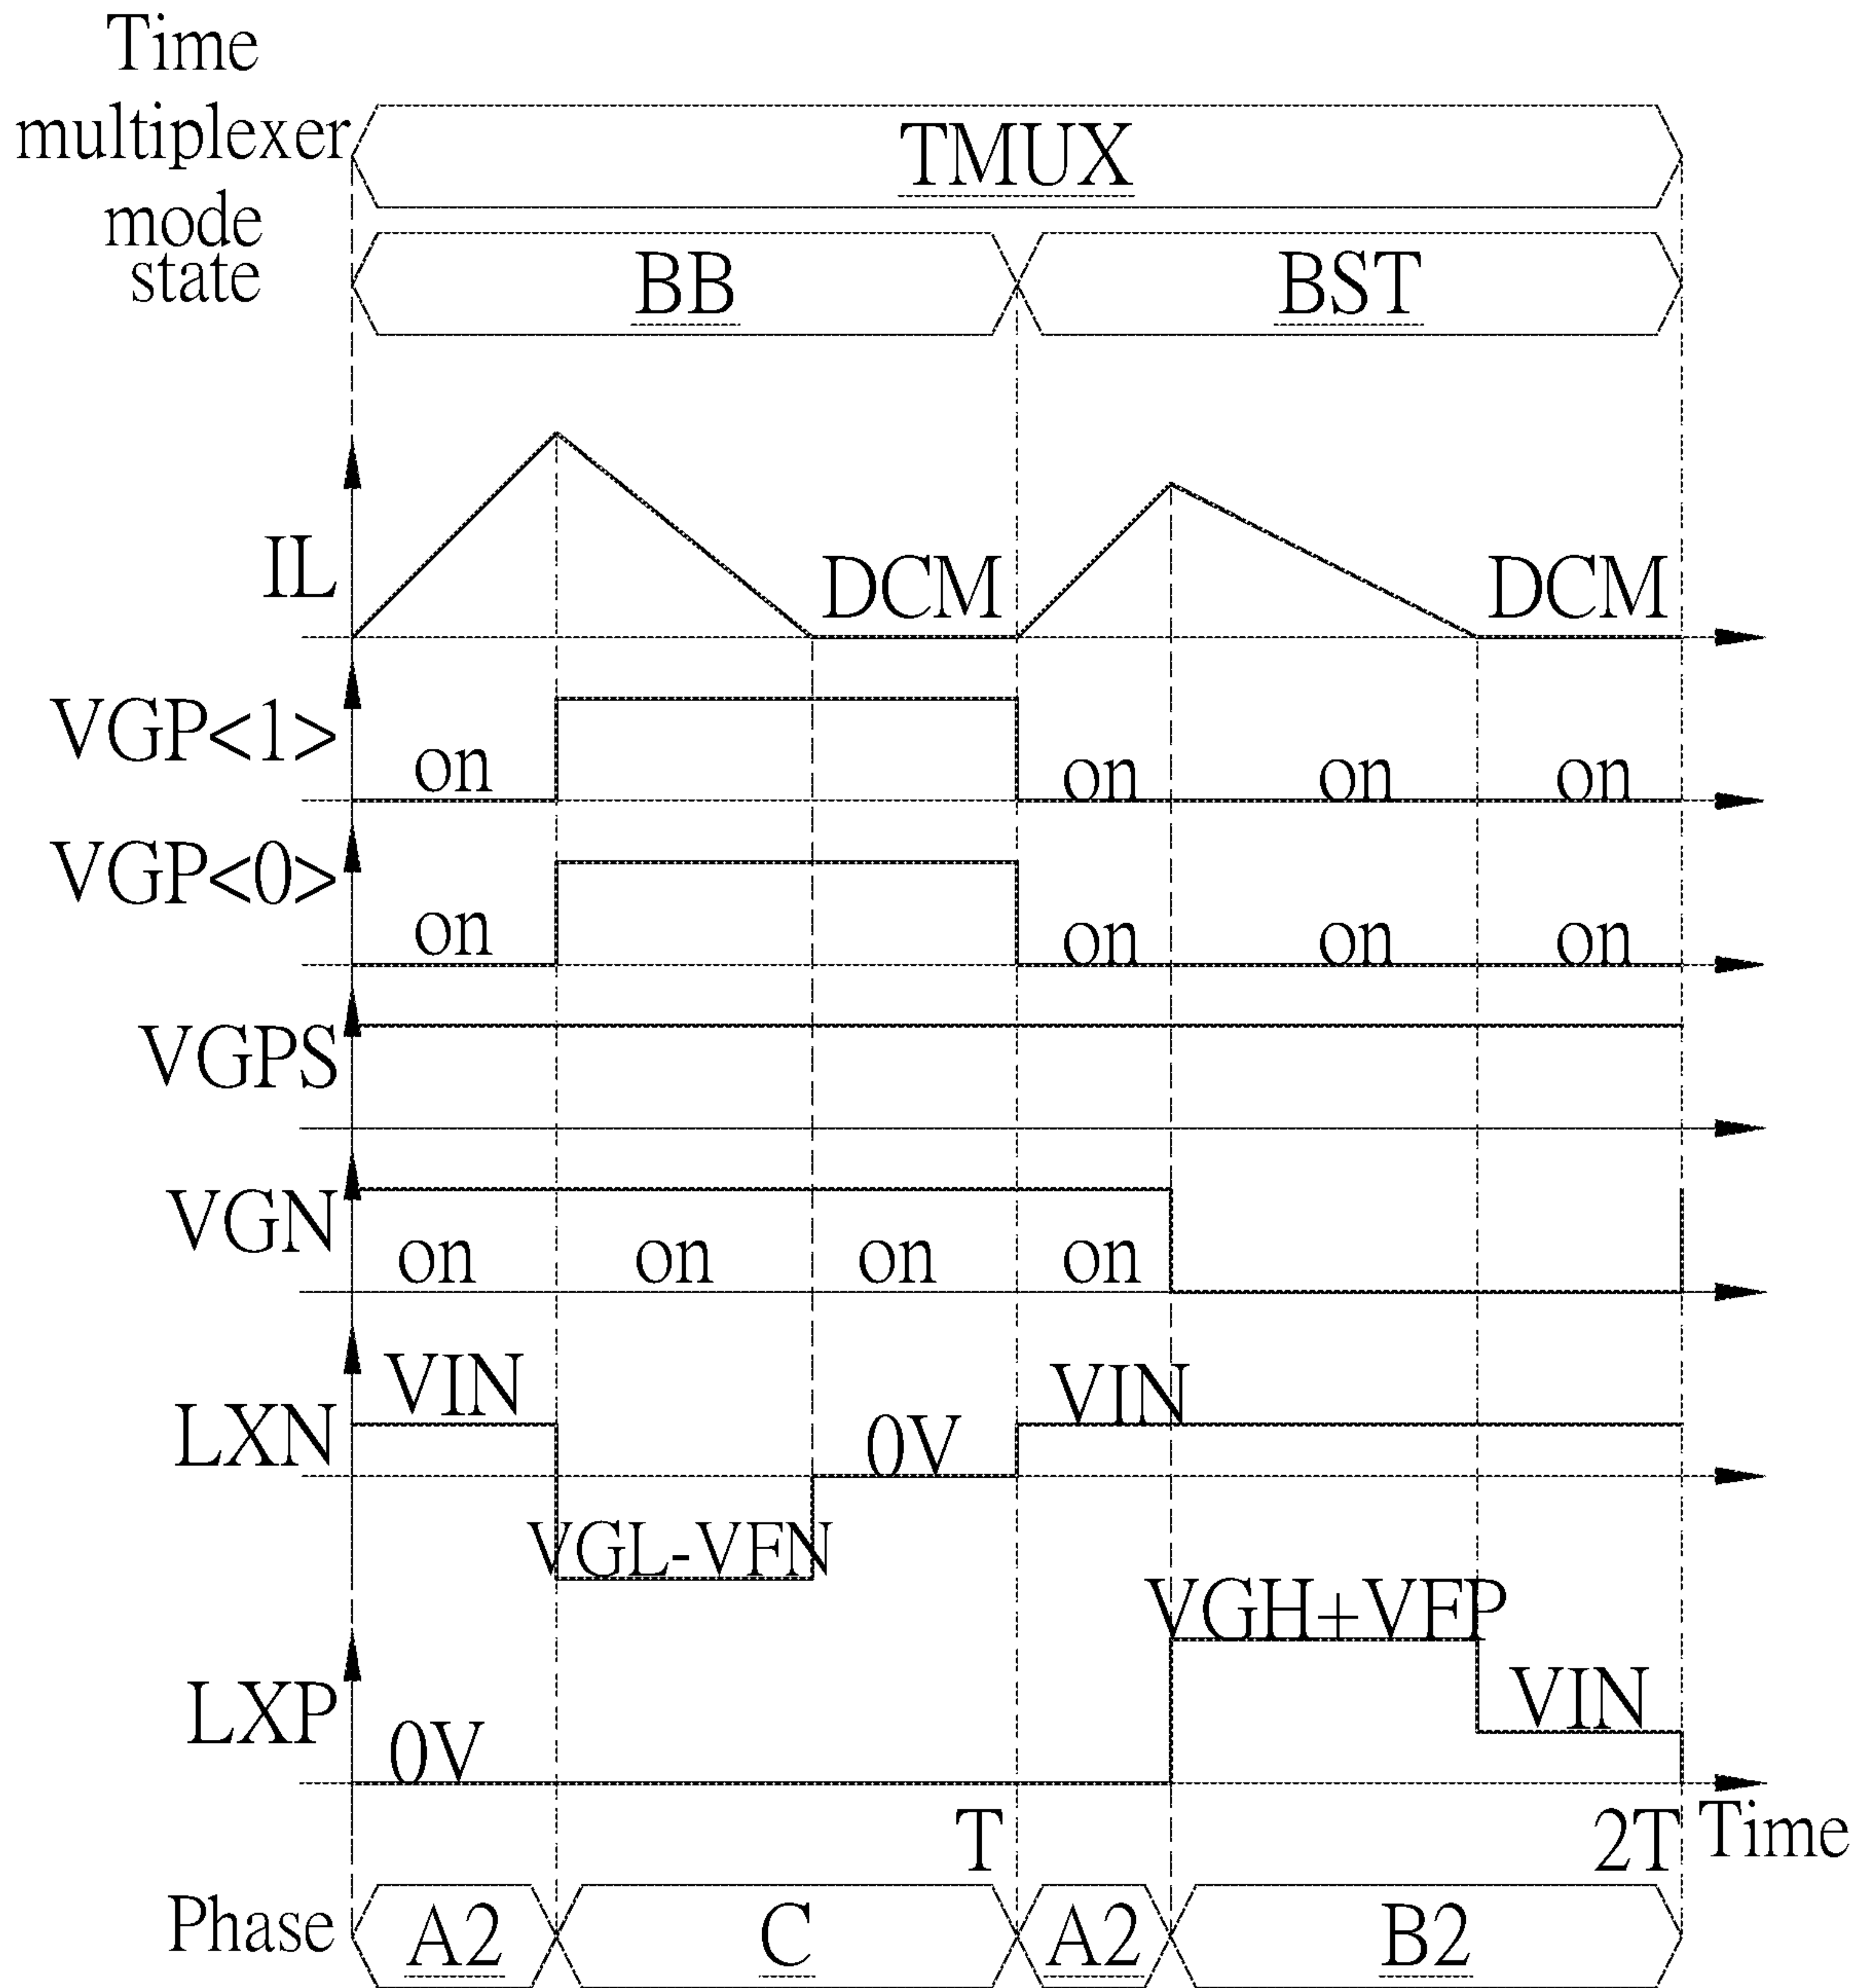 Time
multiplexer
mode
state
TMUX
BB
BST
IL
DCM
DCM
VGP<1>
on
on
on
on
VGP<0>
on
on
on
on
VGPS
VGN
on
on
on
on
LXN
VIN
VGL-VFN
0V
VIN
LXP
0V
VGH+VFP
VIN
T
2T
Time
Phase
A2
C
A2
B2